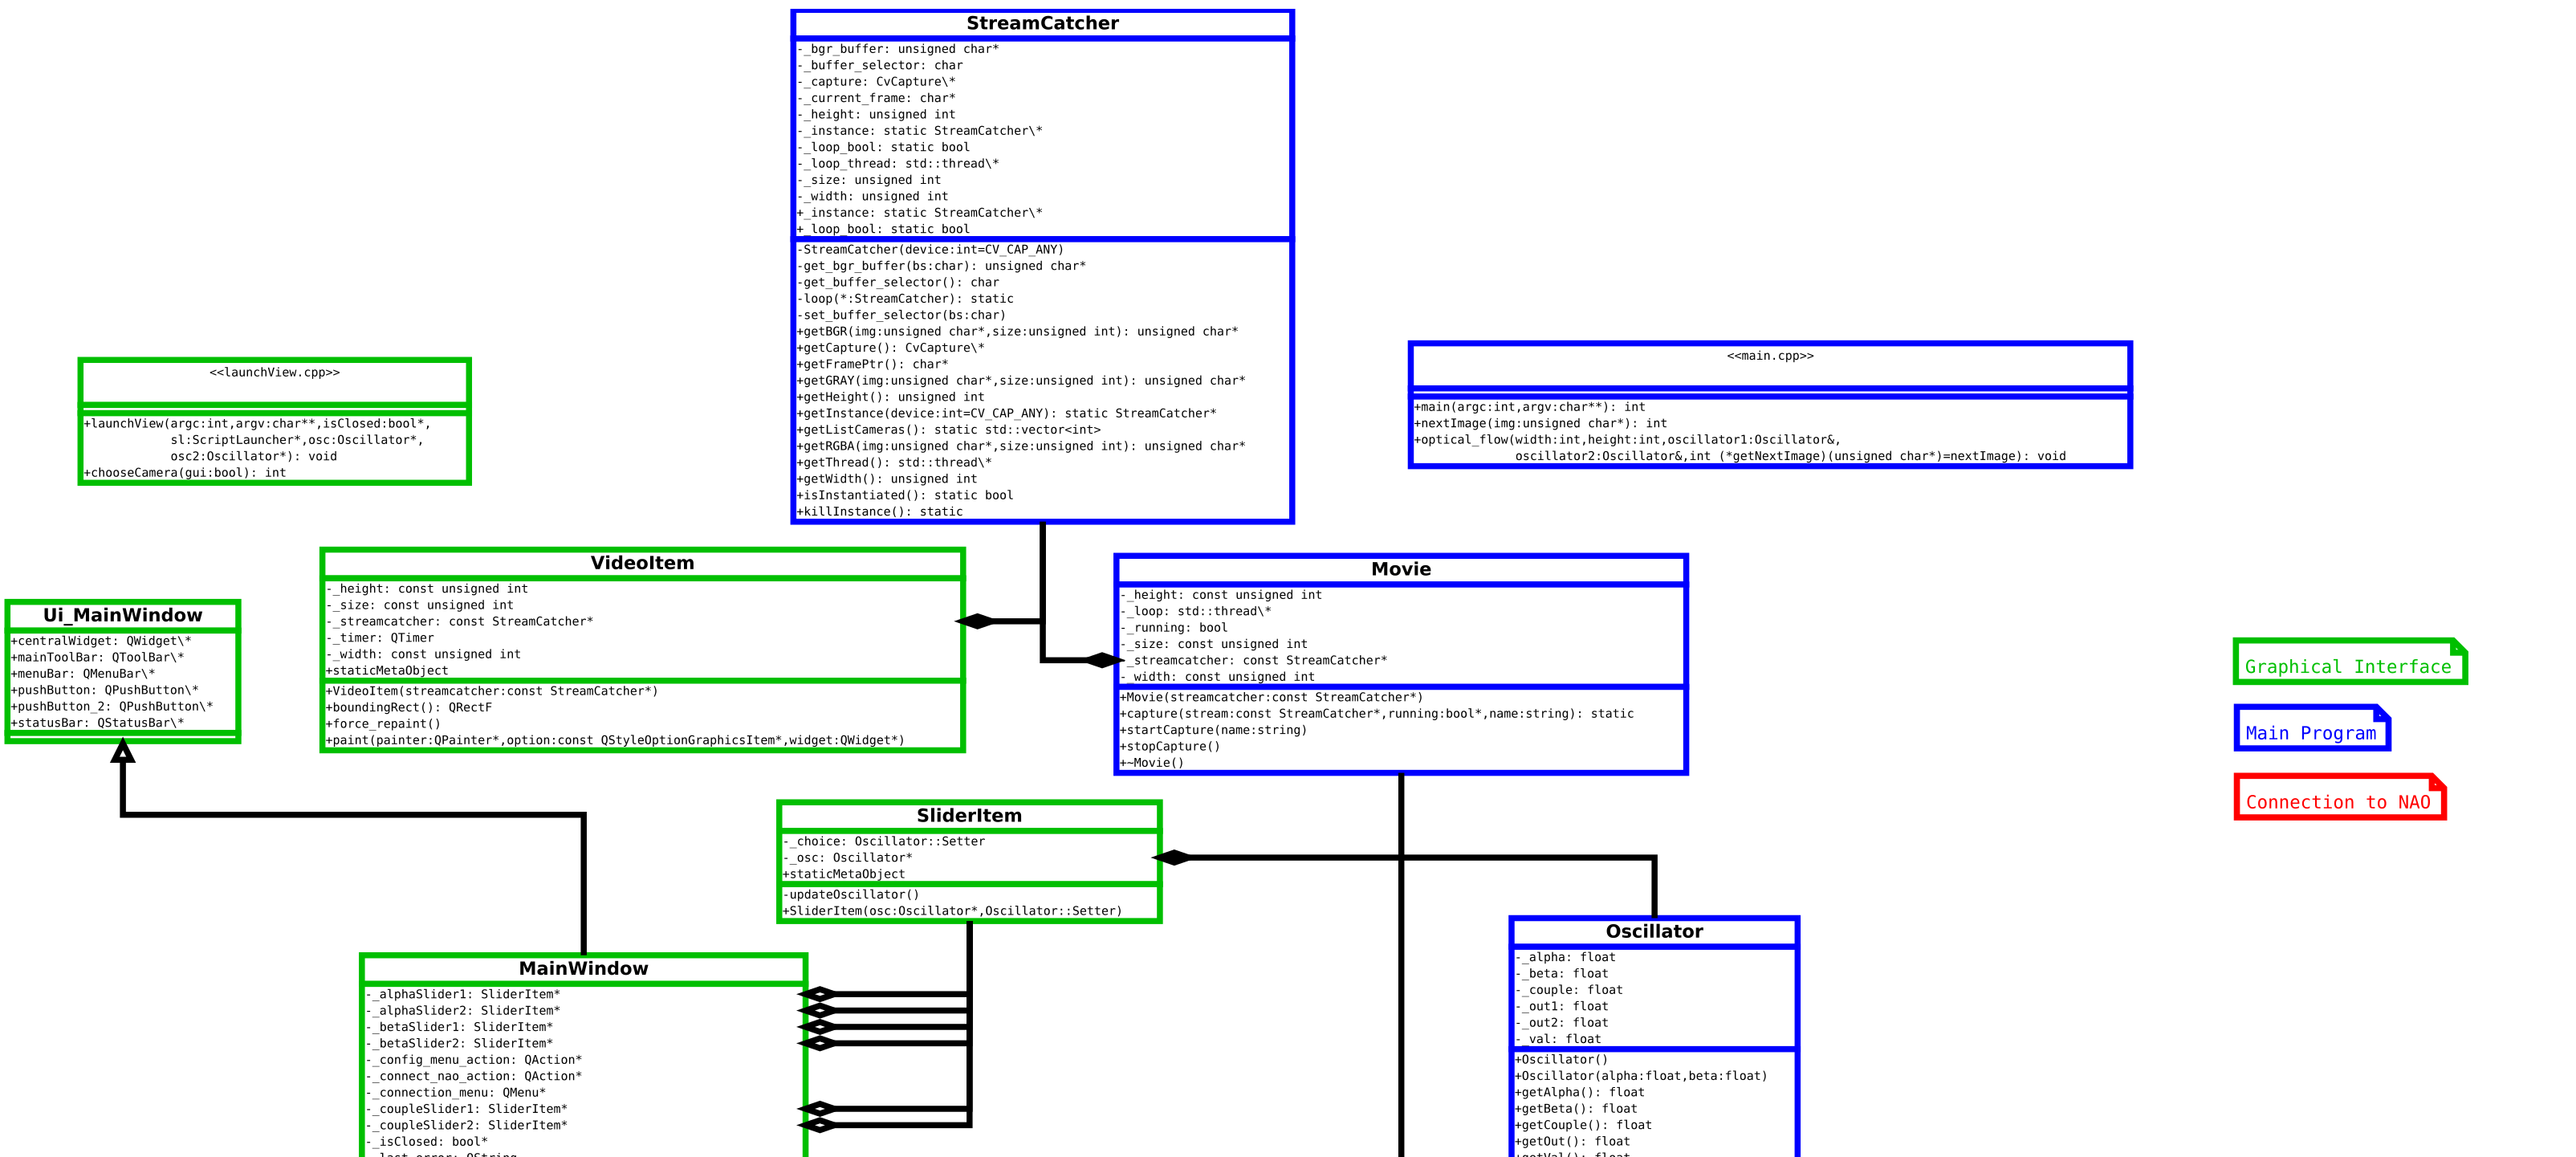 StreamCatcher
-_bgr_buffer: unsigned char*
-_buffer_selector: char
-_capture: CvCapture\*
-_current_frame: char*
-_height: unsigned int
-_instance: static StreamCatcher\*
-_loop_bool: static bool
-_loop_thread: std::thread\*
-_size: unsigned int
-_width: unsigned int
+_instance: static StreamCatcher\*
+_loop_bool: static bool
-StreamCatcher(device:int=CV_CAP_ANY)
-get_bgr_buffer(bs:char): unsigned char*
-get_buffer_selector(): char
-loop(*:StreamCatcher): static
-set_buffer_selector(bs:char)
+getBGR(img:unsigned char*,size:unsigned int): unsigned char*
+getCapture(): CvCapture\*
+getFramePtr(): char*
+getGRAY(img:unsigned char*,size:unsigned int): unsigned char*
+getHeight(): unsigned int
+getInstance(device:int=CV_CAP_ANY): static StreamCatcher*
+getListCameras(): static std::vector<int>
+getRGBA(img:unsigned char*,size:unsigned int): unsigned char*
+getThread(): std::thread\*
+getWidth(): unsigned int
+isInstantiated(): static bool
+killInstance(): static
<<launchView.cpp>>
+launchView(argc:int,argv:char**,isClosed:bool*,
sl:ScriptLauncher*,osc:Oscillator*,
osc2:Oscillator*): void
+chooseCamera(gui:bool): int
<<main.cpp>>
+main(argc:int,argv:char**): int
+nextImage(img:unsigned char*): int
+optical_flow(width:int,height:int,oscillator1:Oscillator&,
oscillator2:Oscillator&,int (*getNextImage)(unsigned char*)=nextImage): void
VideoItem
-_height: const unsigned int
-_size: const unsigned int
-_streamcatcher: const StreamCatcher*
-_timer: QTimer
-_width: const unsigned int
+staticMetaObject
+VideoItem(streamcatcher:const StreamCatcher*)
+boundingRect(): QRectF
+force_repaint()
+paint(painter:QPainter*,option:const QStyleOptionGraphicsItem*,widget:QWidget*)
Movie
-_height: const unsigned int
-_loop: std::thread\*
-_running: bool
-_size: const unsigned int
-_streamcatcher: const StreamCatcher*
-_width: const unsigned int
+Movie(streamcatcher:const StreamCatcher*)
+capture(stream:const StreamCatcher*,running:bool*,name:string): static
+startCapture(name:string)
+stopCapture()
+~Movie()
Ui_MainWindow
+centralWidget: QWidget\*
+mainToolBar: QToolBar\*
+menuBar: QMenuBar\*
+pushButton: QPushButton\*
+pushButton_2: QPushButton\*
+statusBar: QStatusBar\*
Graphical Interface
Main Program
Connection to NAO
SliderItem
-_choice: Oscillator::Setter
-_osc: Oscillator*
+staticMetaObject
-updateOscillator()
+SliderItem(osc:Oscillator*,Oscillator::Setter)
Oscillator
-_alpha: float
-_beta: float
-_couple: float
-_out1: float
-_out2: float
-_val: float
+Oscillator()
+Oscillator(alpha:float,beta:float)
+getAlpha(): float
+getBeta(): float
+getCouple(): float
+getOut(): float
+getVal(): float
MainWindow
-_alphaSlider1: SliderItem*
-_alphaSlider2: SliderItem*
-_betaSlider1: SliderItem*
-_betaSlider2: SliderItem*
-_config_menu_action: QAction*
-_connect_nao_action: QAction*
-_connection_menu: QMenu*
-_coupleSlider1: SliderItem*
-_coupleSlider2: SliderItem*
-_isClosed: bool*
-_last_error: QString